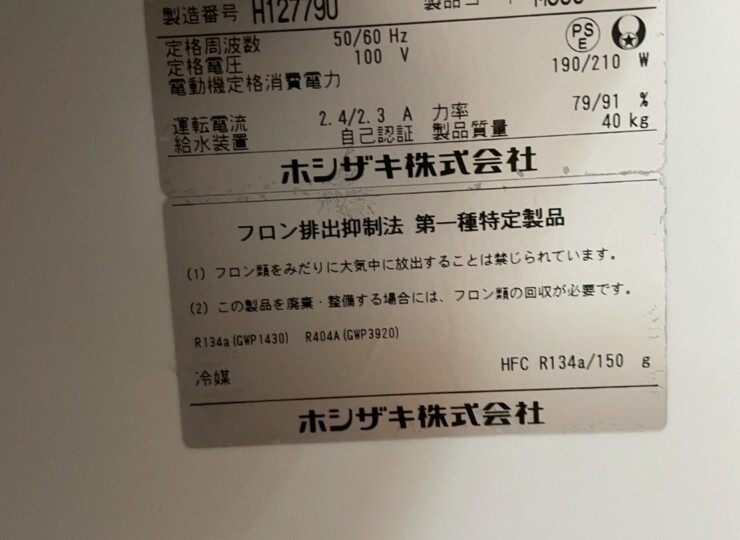 製造番号 H12779U
定格周波数 50/60 Hz
PS E
定格電圧 100 V
電動機定格消費電力 190/210 W
運転電流 2.4/2.3 A 力率 79/91 %
給水装置 自己認証 製品質量 40 kg
ホシザキ株式会社
フロン排出抑制法 第一種特定製品
(1) フロン類をみだりに大気中に放出することは禁じられています。
(2) この製品を廃棄・整備する場合には、フロン類の回収が必要です。
R134a(GWP1430) R404A(GWP3920)
冷媒 HFC R134a/150 g
ホシザキ株式会社